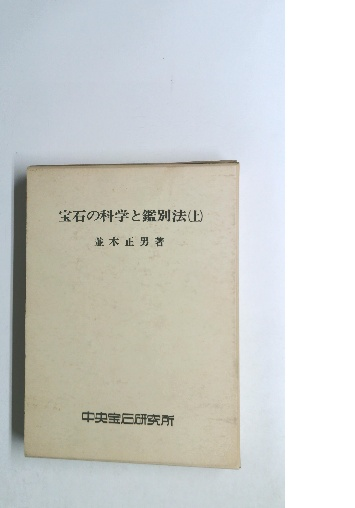 宝石の科学と鑑別法(上)
並木正男著
中央宝石研究所